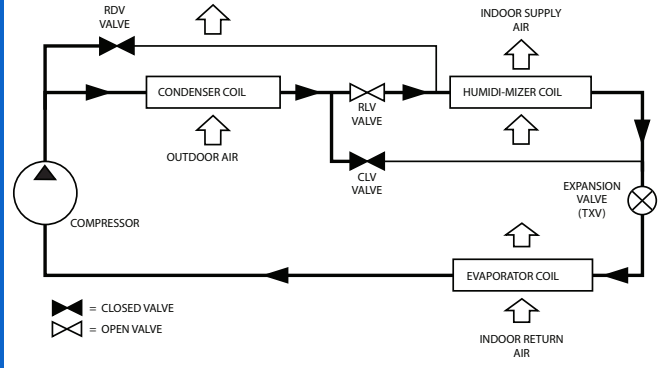 RDV
VALVE
INDOOR SUPPLY
AIR
CONDENSER COIL
HUMIDI-MIZER COIL
RLV
VALVE
OUTDOOR AIR
CLV
VALVE
EXPANSION
VALVE
(TXV)
COMPRESSOR
EVAPORATOR COIL
= CLOSED VALVE
= OPEN VALVE
INDOOR RETURN
AIR